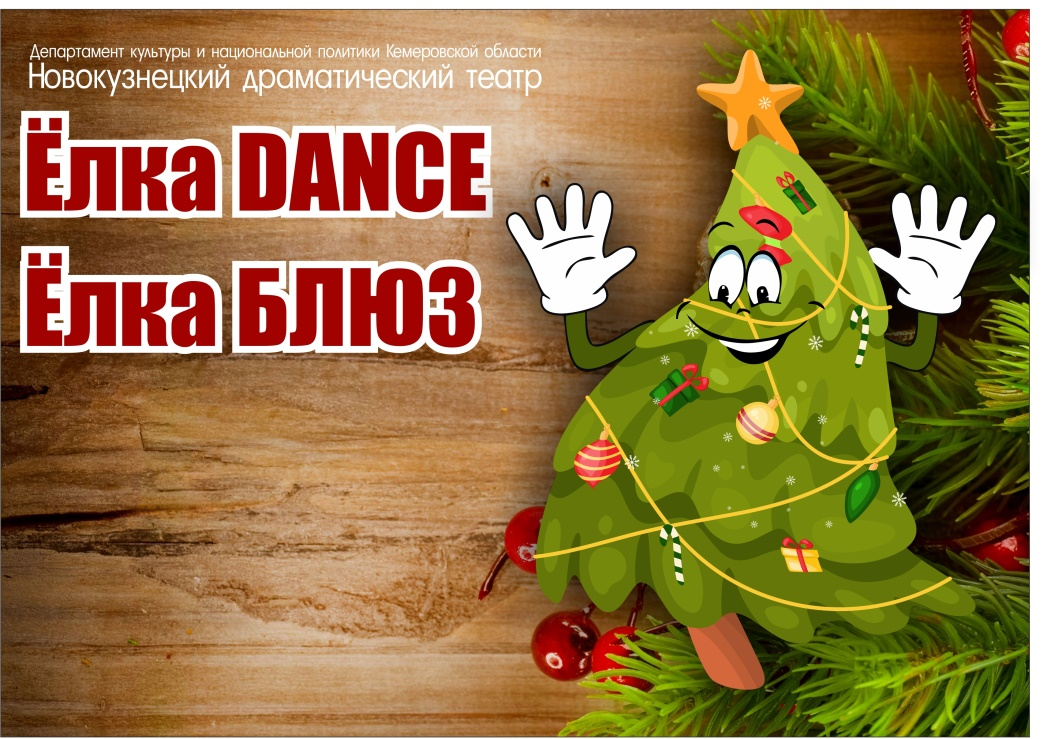 Департамент культуры и национальной политики Кемеровской области
Новокузнецкий драматический театр
Ёлка DANCE
Ёлка БЛЮЗ